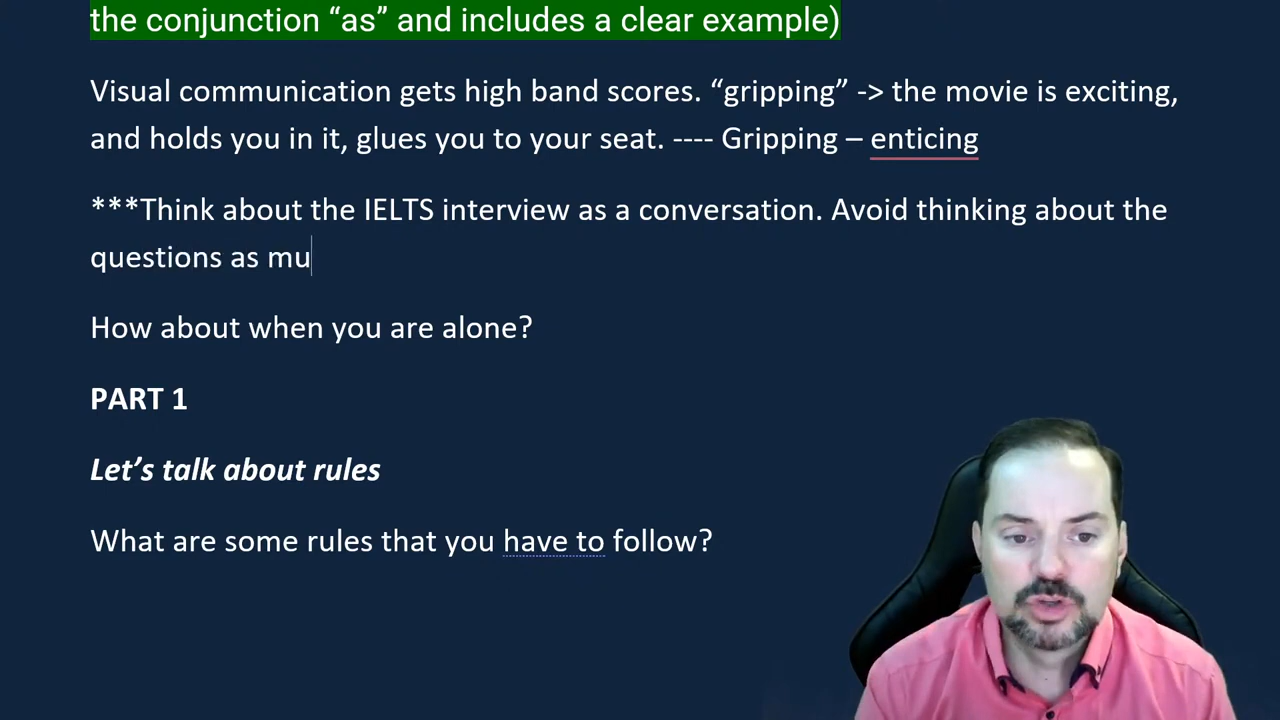 the conjunction “as” and includes a clear example)
Visual communication gets high band scores. “gripping” -> the movie is exciting,
and holds you in it, glues you to your seat. ---- Gripping – enticing
***Think about the IELTS interview as a conversation. Avoid thinking about the
questions as mu
How about when you are alone?
PART 1
Let’s talk about rules
What are some rules that you have to follow?